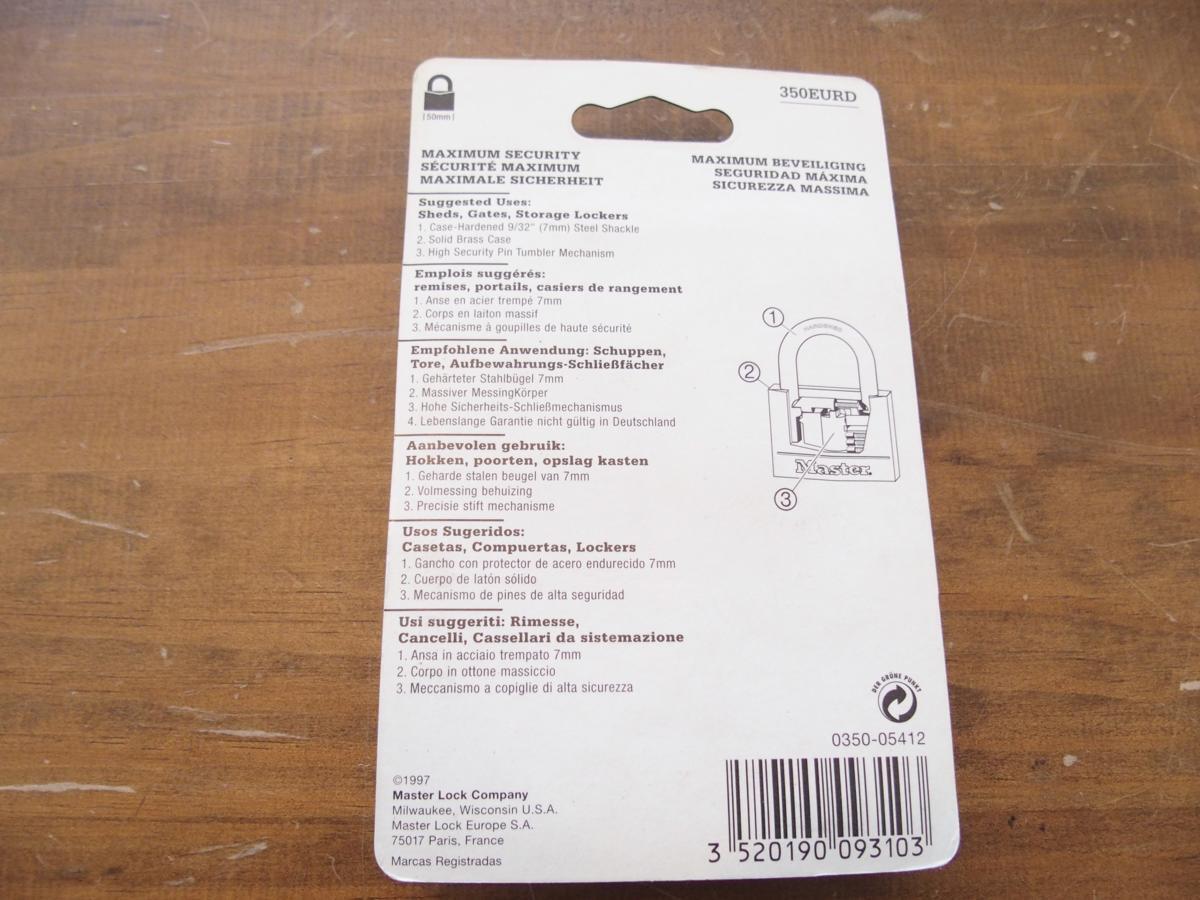 |50mm|
350EURD
MAXIMUM SECURITY
SÉCURITÉ MAXIMUM
MAXIMALE SICHERHEIT
MAXIMUM BEVEILIGING
SEGURIDAD MÁXIMA
SICUREZZA MASSIMA
Suggested Uses:
Sheds, Gates, Storage Lockers
1. Case-Hardened 9/32" (7mm) Steel Shackle
2. Solid Brass Case
3. High Security Pin Tumbler Mechanism
Emplois suggérés:
remises, portails, casiers de rangement
1. Anse en acier trempé 7mm
2. Corps en laiton massif
3. Mécanisme à goupilles de haute sécurité
Empfohlene Anwendung: Schuppen,
Tore, Aufbewahrungs-Schließfächer
1. Gehärteter Stahlbügel 7mm
2. Massiver MessingKörper
3. Hohe Sicherheits-Schließmechanismus
4. Lebenslange Garantie nicht gültig in Deutschland
Aanbevolen gebruik:
Hokken, poorten, opslag kasten
1. Geharde stalen beugel van 7mm
2. Volmessing behuizing
3. Precisie stift mechanisme
Usos Sugeridos:
Casetas, Compuertas, Lockers
1. Gancho con protector de acero endurecido 7mm
2. Cuerpo de latón sólido
3. Mecanismo de pines de alta seguridad
Usi suggeriti: Rimesse,
Cancelli, Cassellari da sistemazione
1. Ansa in acciaio trempato 7mm
2. Corpo in ottone massiccio
3. Meccanismo a copiglie di alta sicurezza
1
HARDENED
2
Master
3
DER GRÜNE PUNKT
0350-05412
©1997
Master Lock Company
Milwaukee, Wisconsin U.S.A.
Master Lock Europe S.A.
75017 Paris, France
Marcas Registradas
3 520190 093103